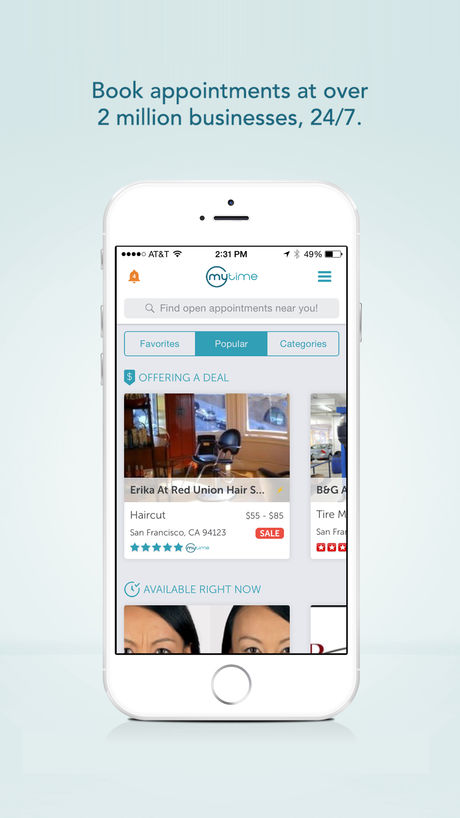 Book appointments at over
2 million businesses, 24/7.
AT&T 2:31 PM 49%
4 mytime
Find open appointments near you!
Favorites Popular Categories
$ OFFERING A DEAL
Erika At Red Union Hair S... B&G A
Haircut $55 - $85 Tire M
San Francisco, CA 94123 SALE San Fran
mytime
AVAILABLE RIGHT NOW